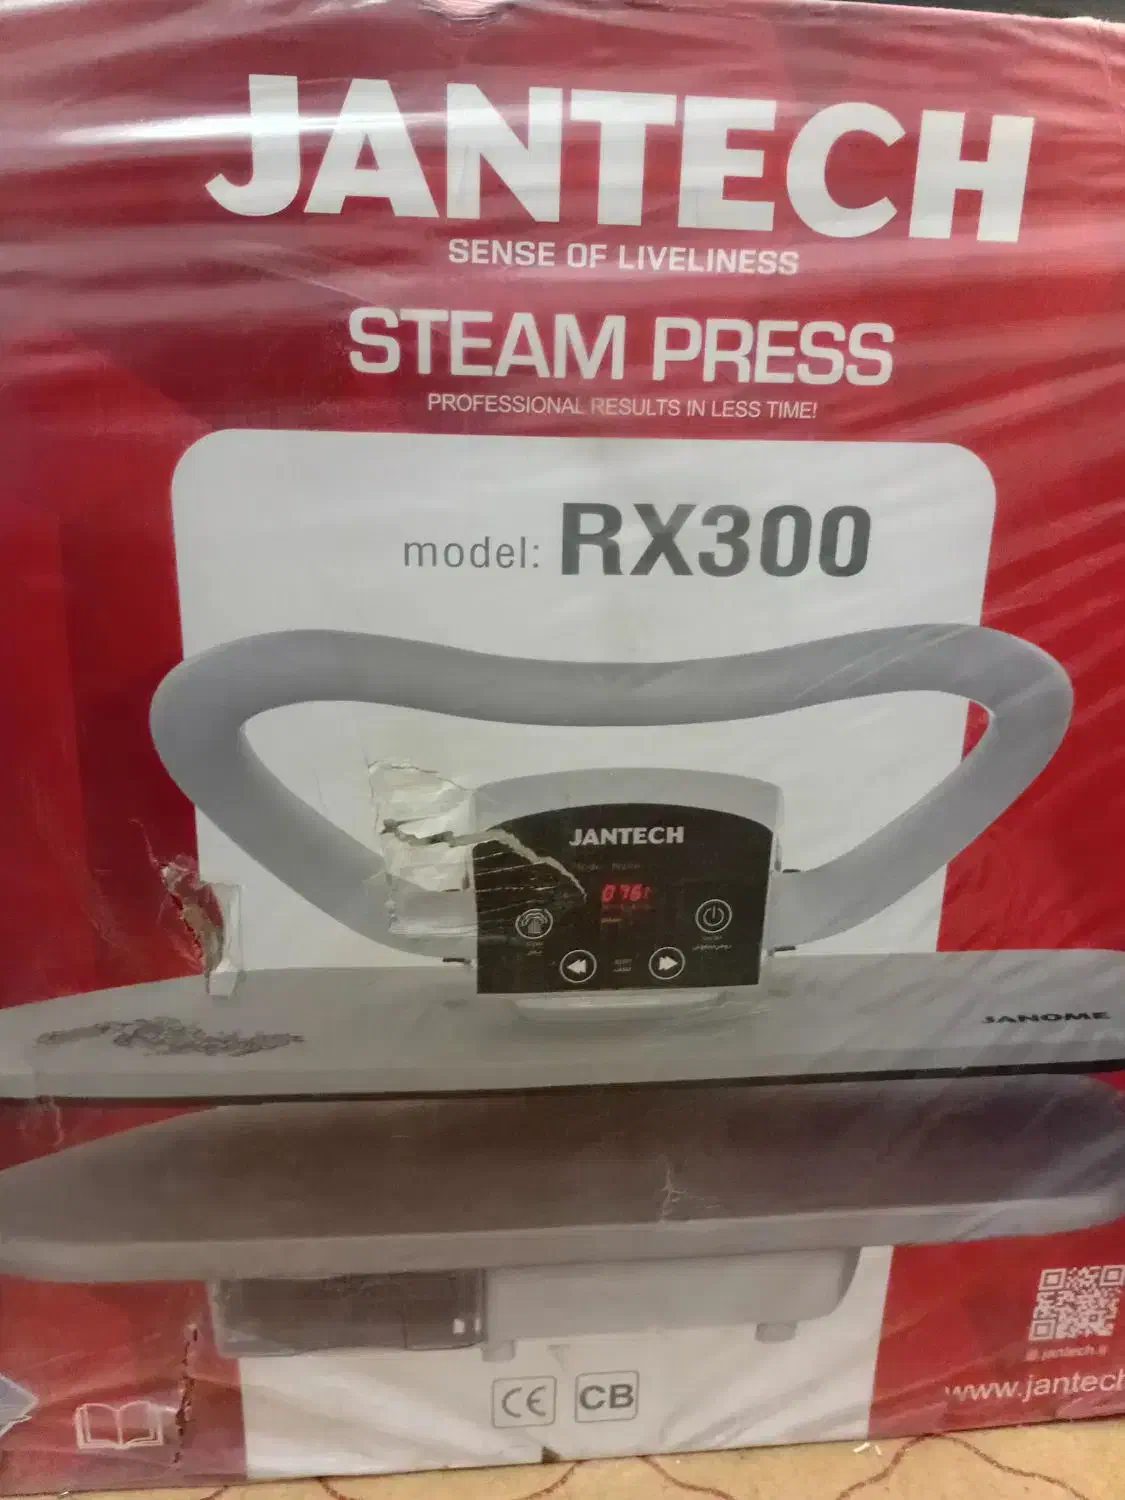 JANTECH
SENSE OF LIVELINESS
STEAM PRESS
PROFESSIONAL RESULTS IN LESS TIME!
model: RX300
JANTECH
JANOME
CE CB
www.jantech